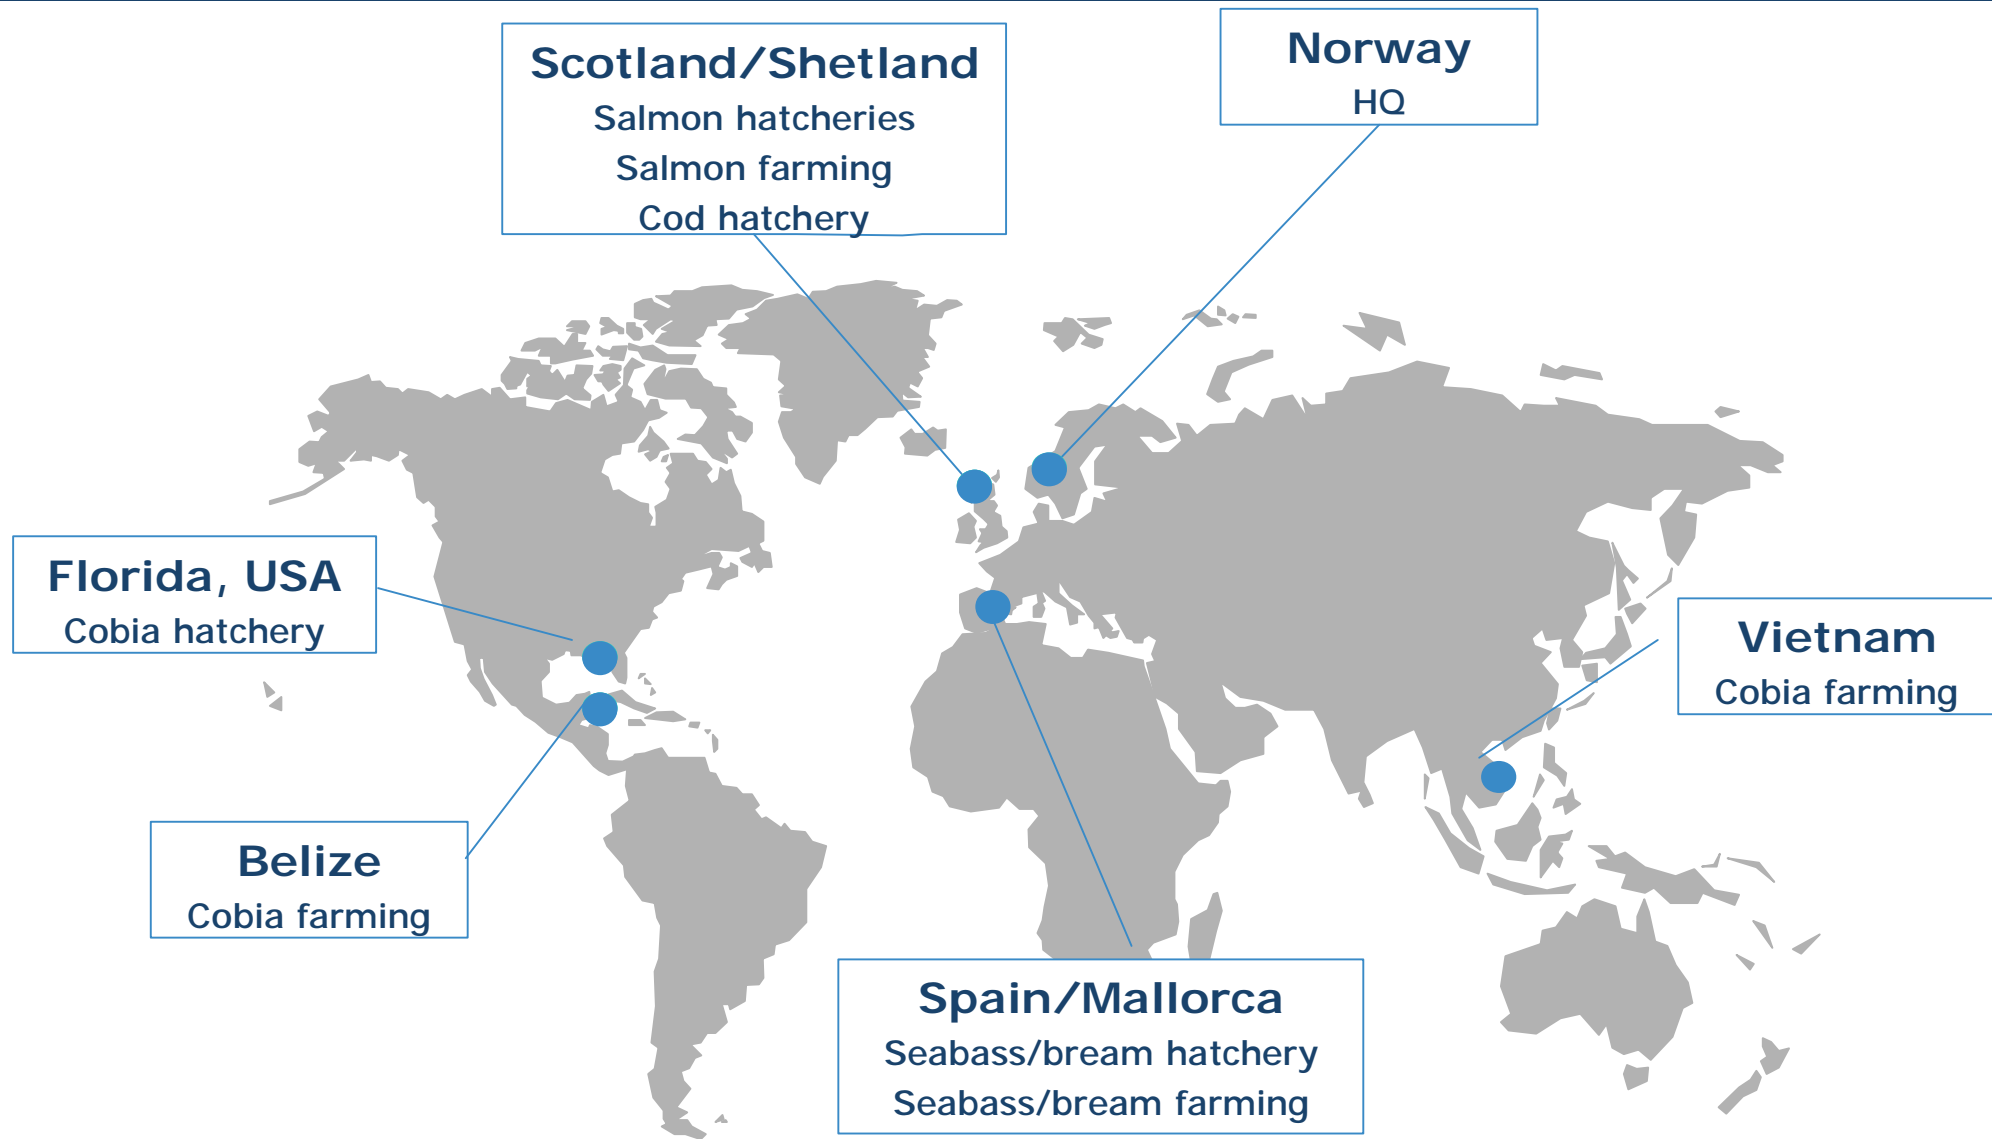 Scotland/Shetland
Salmon hatcheries
Salmon farming
Cod hatchery
Norway
HQ
Florida, USA
Cobia hatchery
Vietnam
Cobia farming
Belize
Cobia farming
Spain/Mallorca
Seabass/bream hatchery
Seabass/bream farming